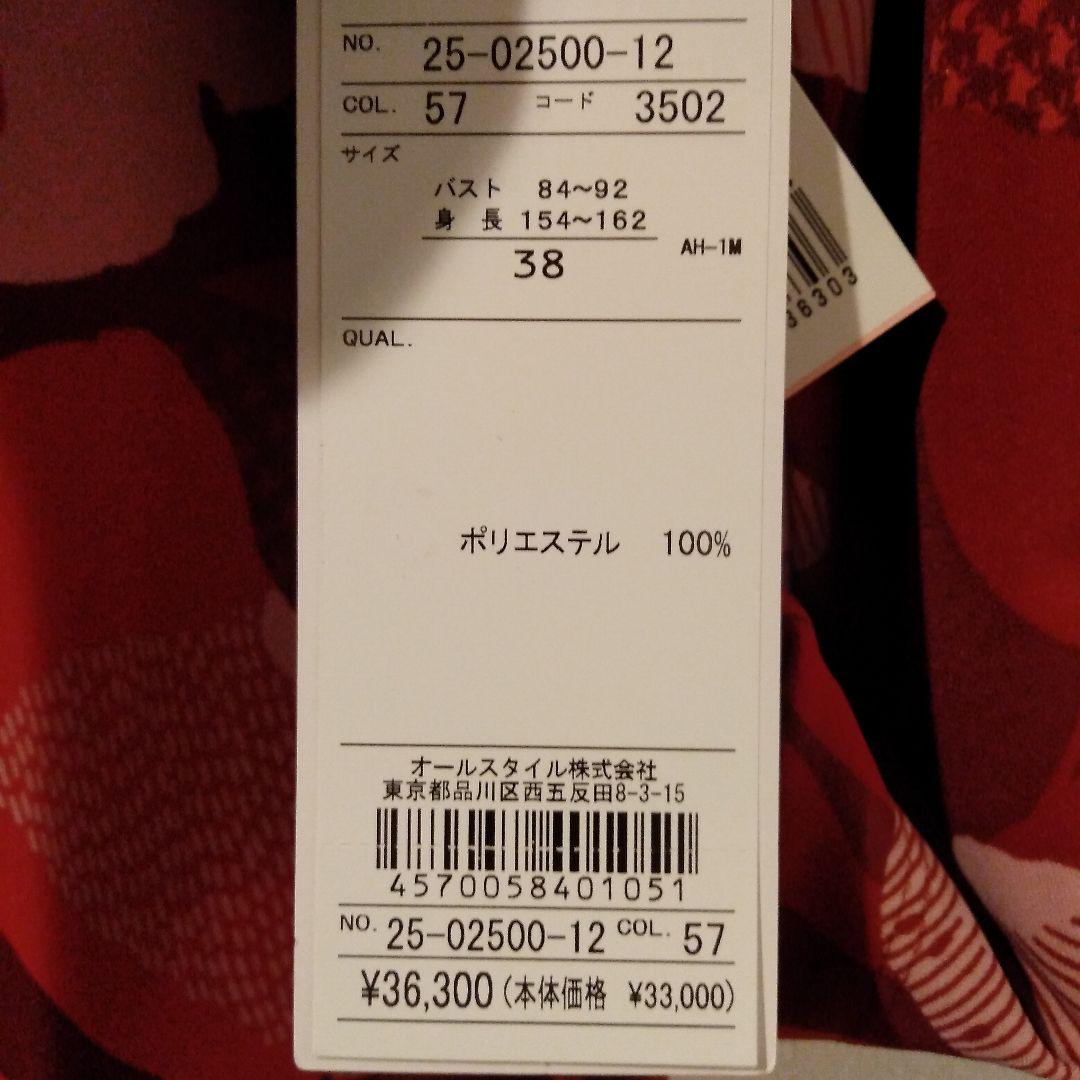 NO. 25-02500-12
COL. 57 コード 3502
サイズ
バスト 84~92
身長 154~162
38 AH-1M
36303
QUAL.
ポリエステル 100%
オールスタイル株式会社
東京都品川区西五反田8-3-15
4570058401051
NO. 25-02500-12 COL. 57
¥36,300(本体価格 ¥33,000)